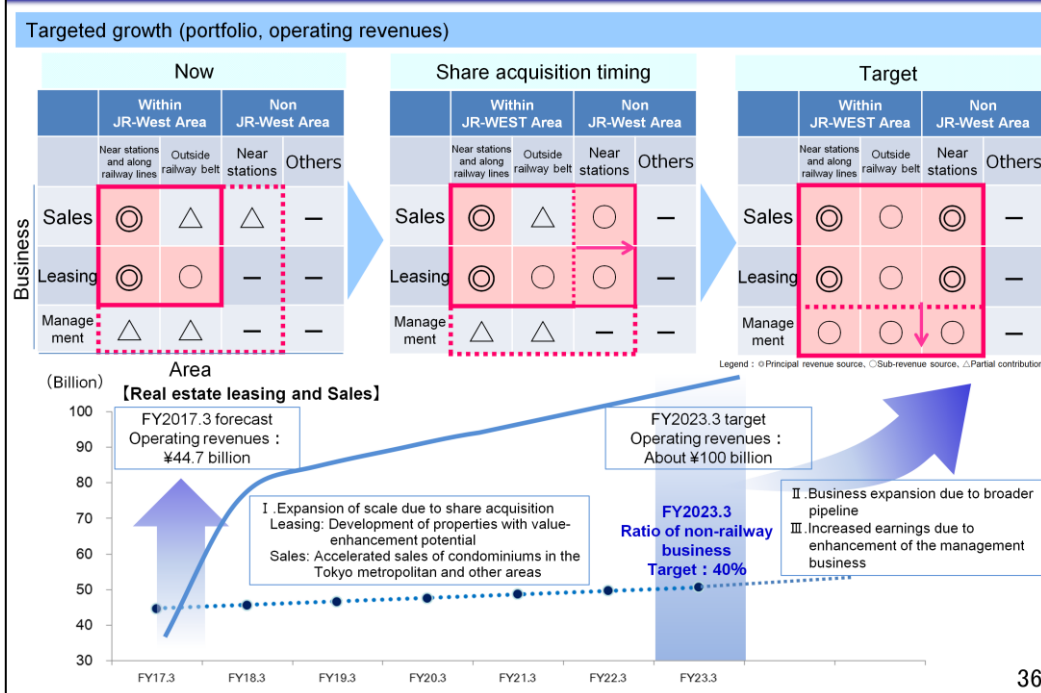 Targeted growth (portfolio, operating revenues)
Now
Within JR-West Area
Non JR-West Area
Near stations and along railway lines
Outside railway belt
Near stations
Others
Business
Sales ◎ △ △ —
Leasing ◎ ○ — —
Manage ment △ △ — —
Area
Share acquisition timing
Within JR-WEST Area
Non JR-West Area
Near stations and along railway lines
Outside railway belt
Near stations
Others
Sales ◎ △ ○ —
Leasing ◎ ○ ○ —
Manage ment △ △ — —
Target
Within JR-WEST Area
Non JR-West Area
Near stations and along railway lines
Outside railway belt
Near stations
Others
Sales ◎ ○ ◎ —
Leasing ◎ ○ ◎ —
Manage ment ○ ○ ○ —
Legend : ◎Principal revenue source、○Sub-revenue source、△Partial contribution
（Billion）
【Real estate leasing and Sales】
100
90
80
70
60
50
40
30
FY2017.3 forecast
Operating revenues：
¥44.7 billion
Ⅰ.Expansion of scale due to share acquisition
Leasing: Development of properties with value-
enhancement potential
Sales: Accelerated sales of condominiums in the
Tokyo metropolitan and other areas
FY2023.3 target
Operating revenues：
About ¥100 billion
FY2023.3
Ratio of non-railway
business
Target：40%
Ⅱ.Business expansion due to broader
pipeline
Ⅲ.Increased earnings due to
enhancement of the management
business
FY17.3 FY18.3 FY19.3 FY20.3 FY21.3 FY22.3 FY23.3
36